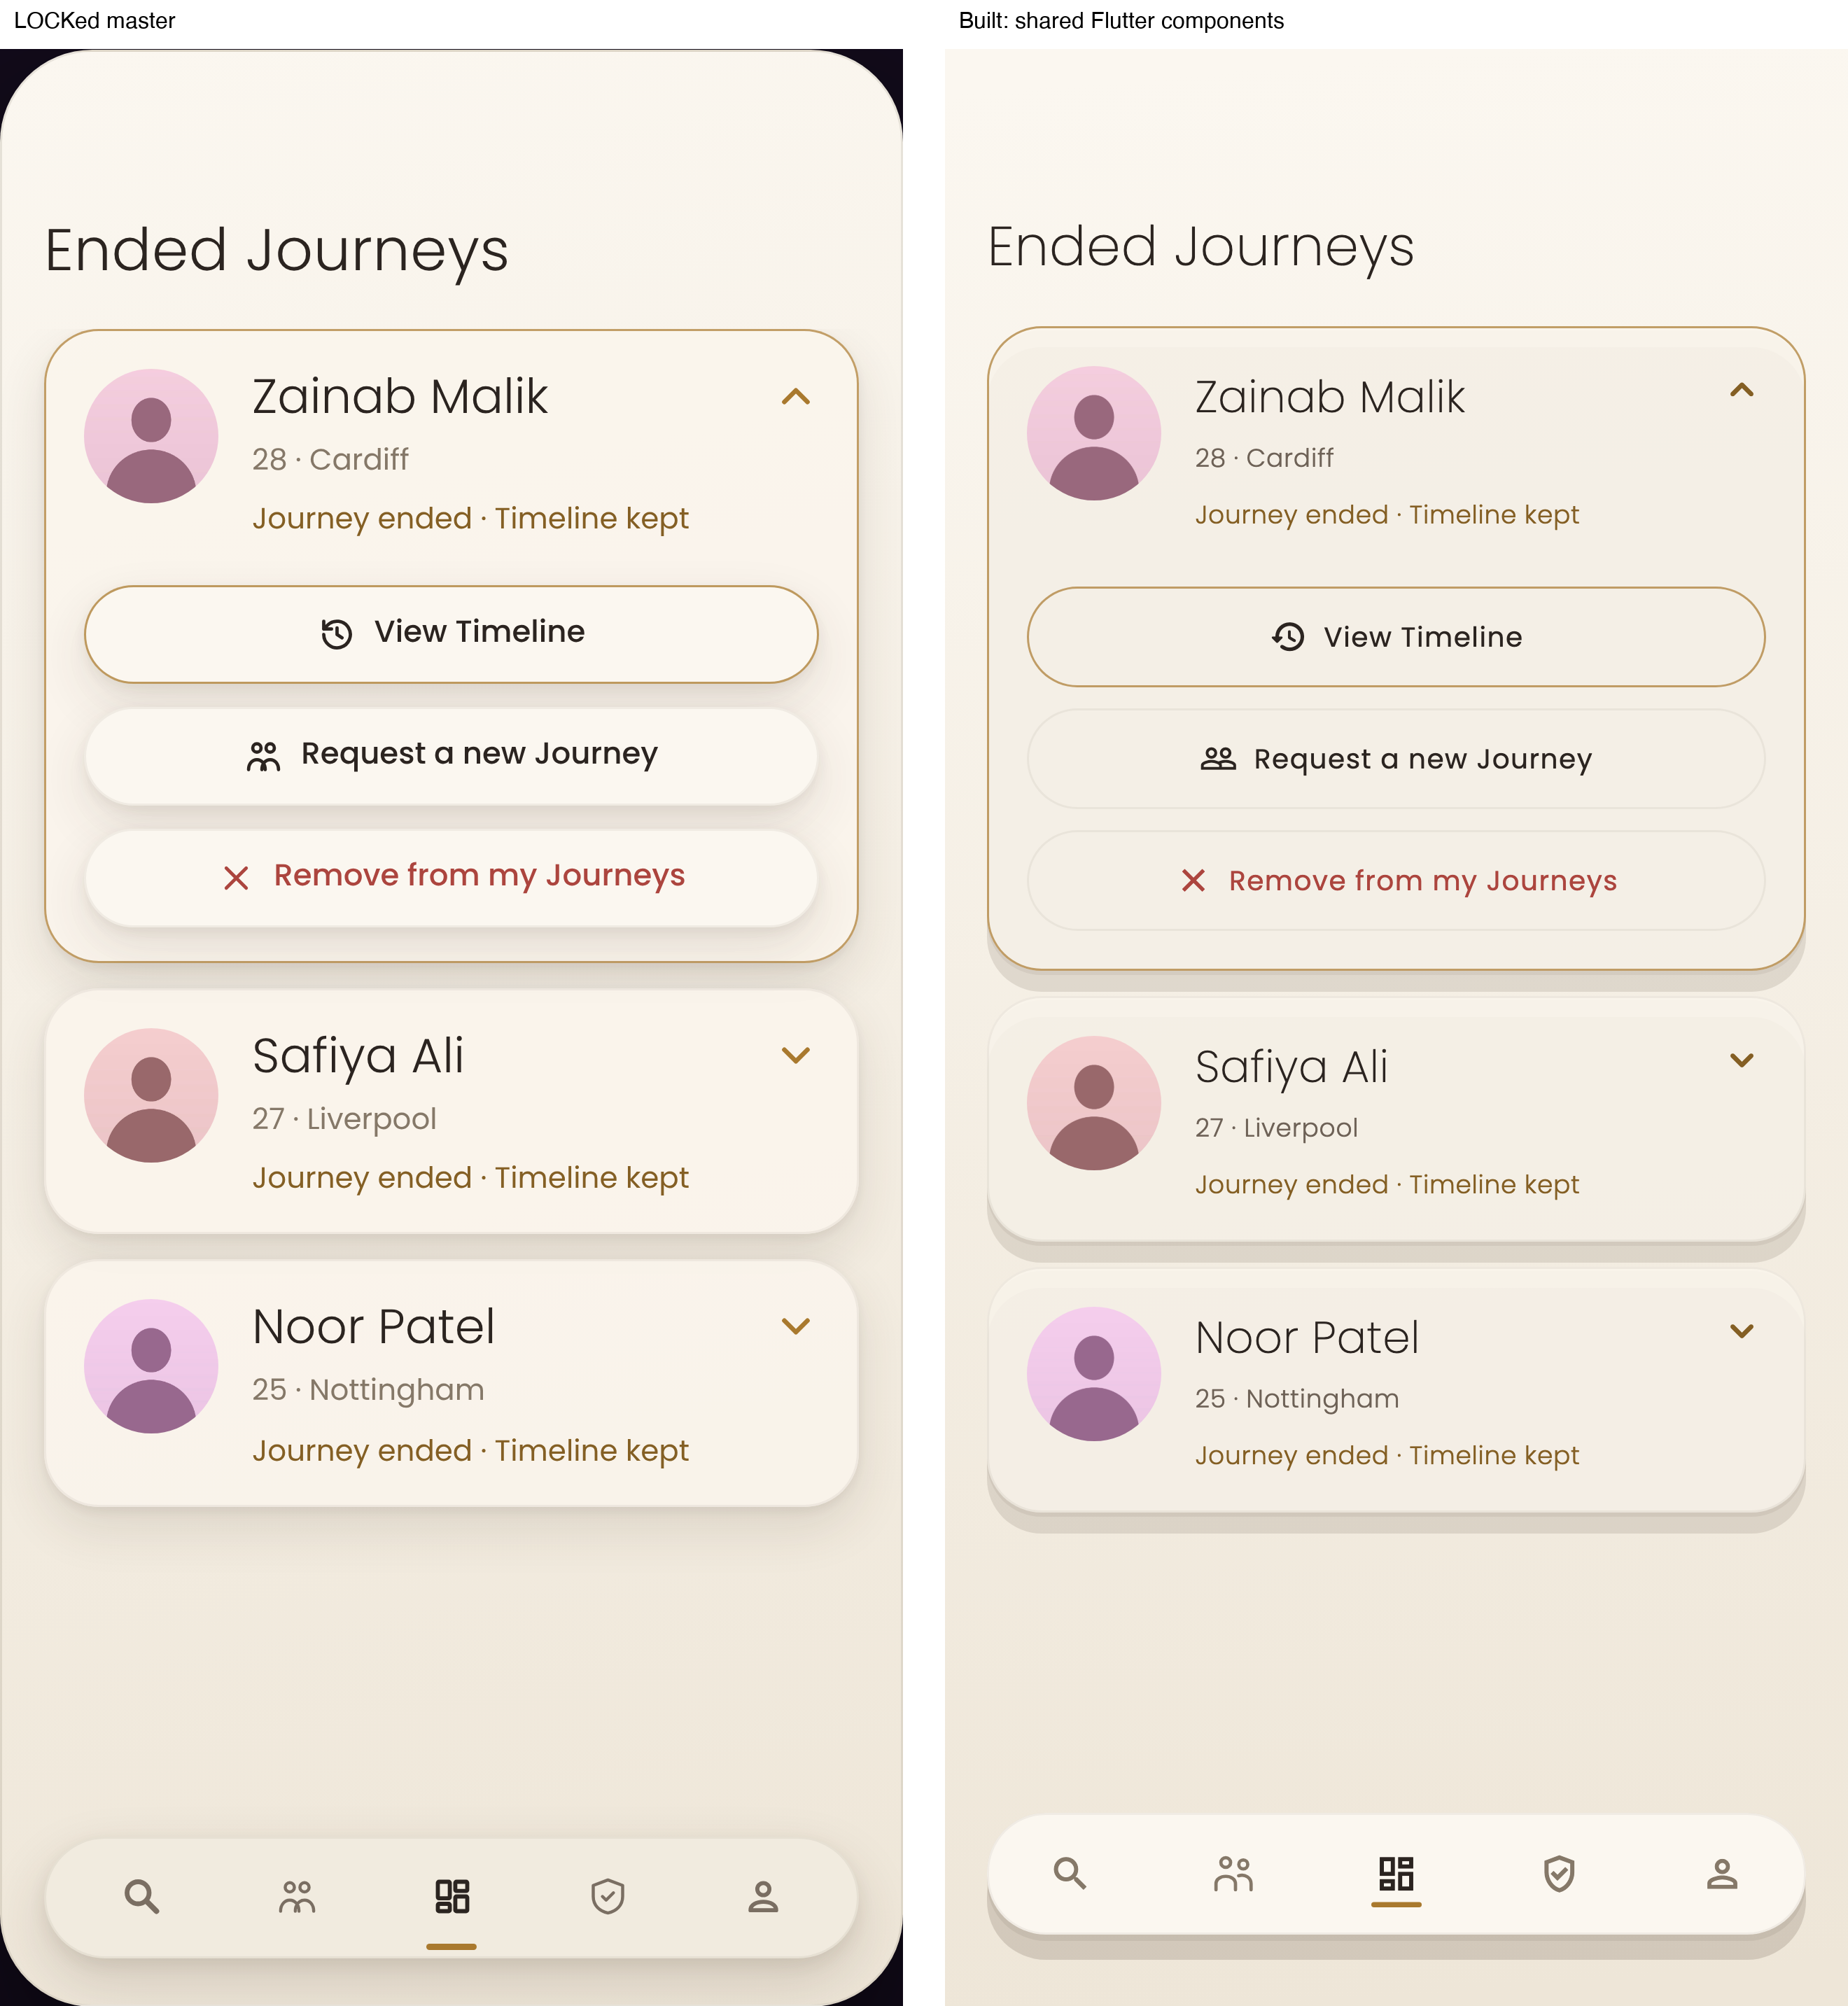 LOCKed master
Ended Journeys
Zainab Malik
28 · Cardiff
Journey ended · Timeline kept
View Timeline
Request a new Journey
Remove from my Journeys
Safiya Ali
27 · Liverpool
Journey ended · Timeline kept
Noor Patel
25 · Nottingham
Journey ended · Timeline kept
Built: shared Flutter components
Ended Journeys
Zainab Malik
28 · Cardiff
Journey ended · Timeline kept
View Timeline
Request a new Journey
Remove from my Journeys
Safiya Ali
27 · Liverpool
Journey ended · Timeline kept
Noor Patel
25 · Nottingham
Journey ended · Timeline kept